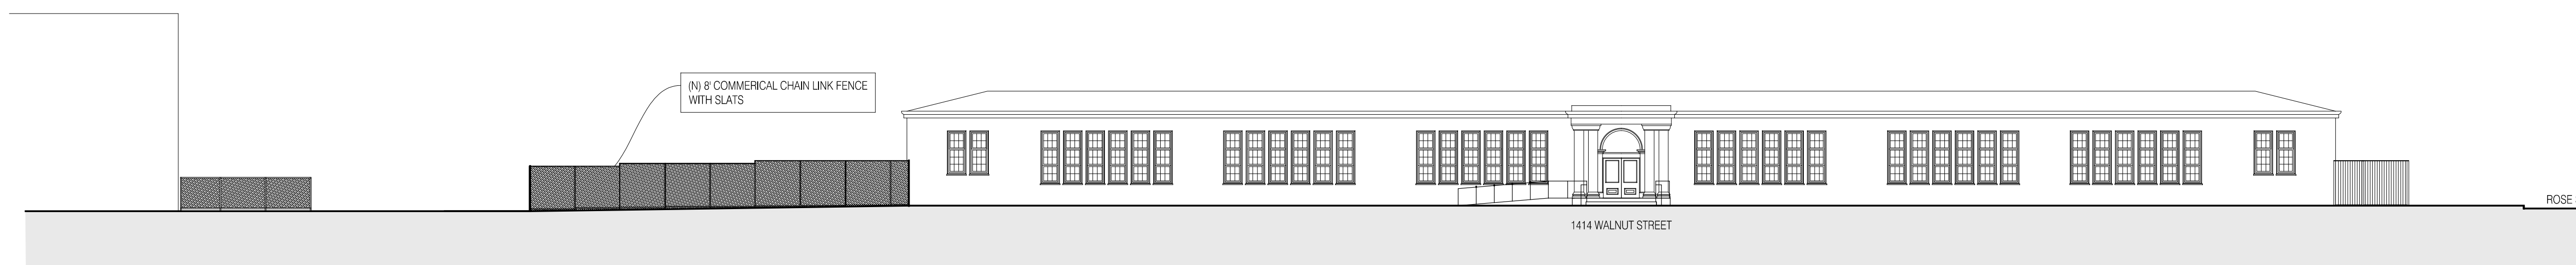 (N) 8' COMMERICAL CHAIN LINK FENCE
WITH SLATS
ROSE
1414 WALNUT STREET